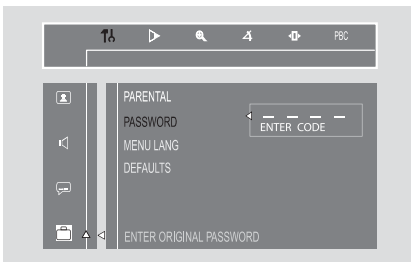 PBC
PARENTAL
PASSWORD
ENTER CODE
MENU LANG
DEFAULTS
ENTER ORIGINAL PASSWORD